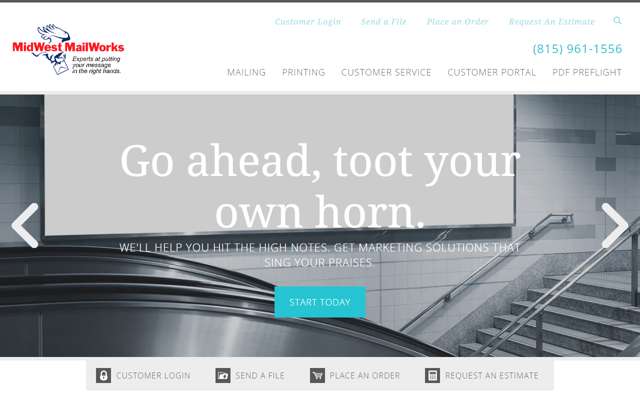 Customer Login Send a File Place an Order Request An Estimate
MidWest MailWorks
Experts at putting
your message
in the right hands.
(815) 961-1556
MAILING PRINTING CUSTOMER SERVICE CUSTOMER PORTAL PDF PREFLIGHT
Go ahead, toot your
own horn.
WE'LL HELP YOU HIT THE HIGH NOTES. GET MARKETING SOLUTIONS THAT
SING YOUR PRAISES.
START TODAY
CUSTOMER LOGIN SEND A FILE PLACE AN ORDER REQUEST AN ESTIMATE